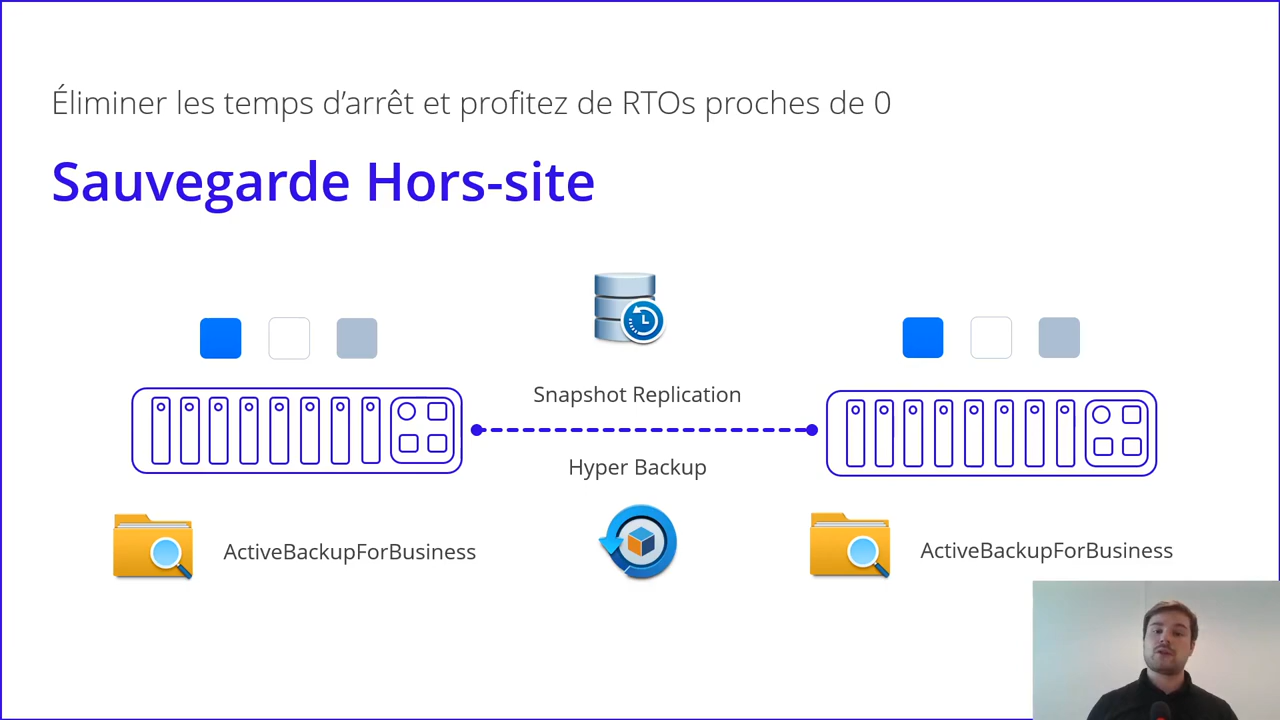 Éliminer les temps d’arrêt et profitez de RTOs proches de 0
Sauvegarde Hors-site
Snapshot Replication
Hyper Backup
ActiveBackupForBusiness
ActiveBackupForBusiness